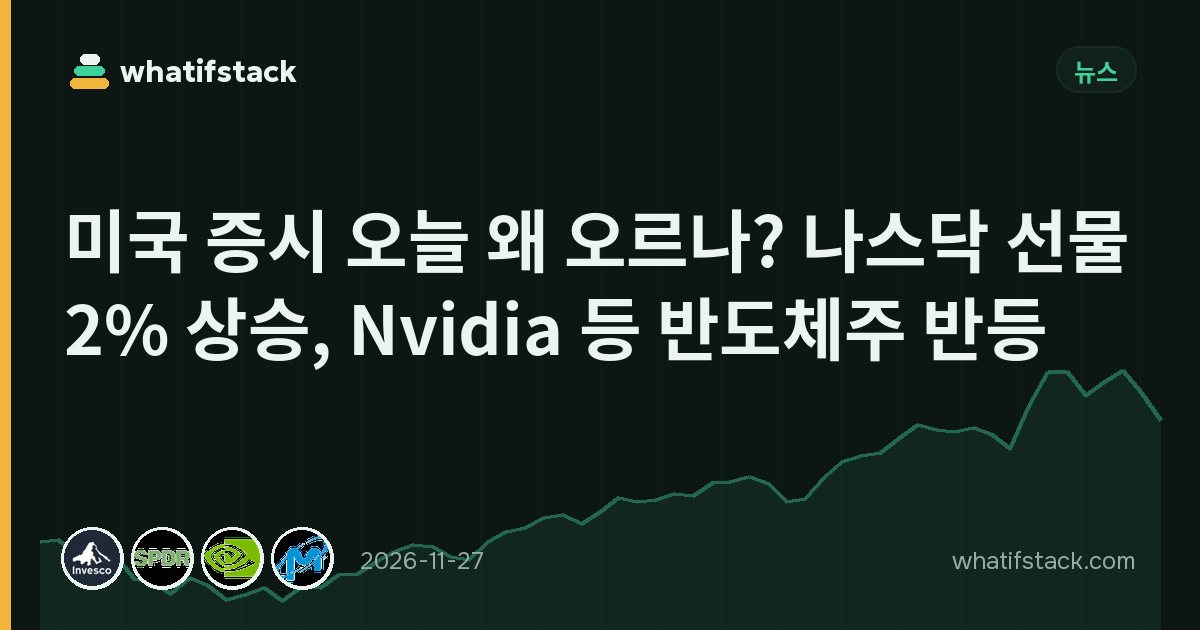 whatifstack
뉴스
미국 증시 오늘 왜 오르나? 나스닥 선물
2% 상승, Nvidia 등 반도체주 반등
Invesco
SPDR
2026-11-27
whatifstack.com